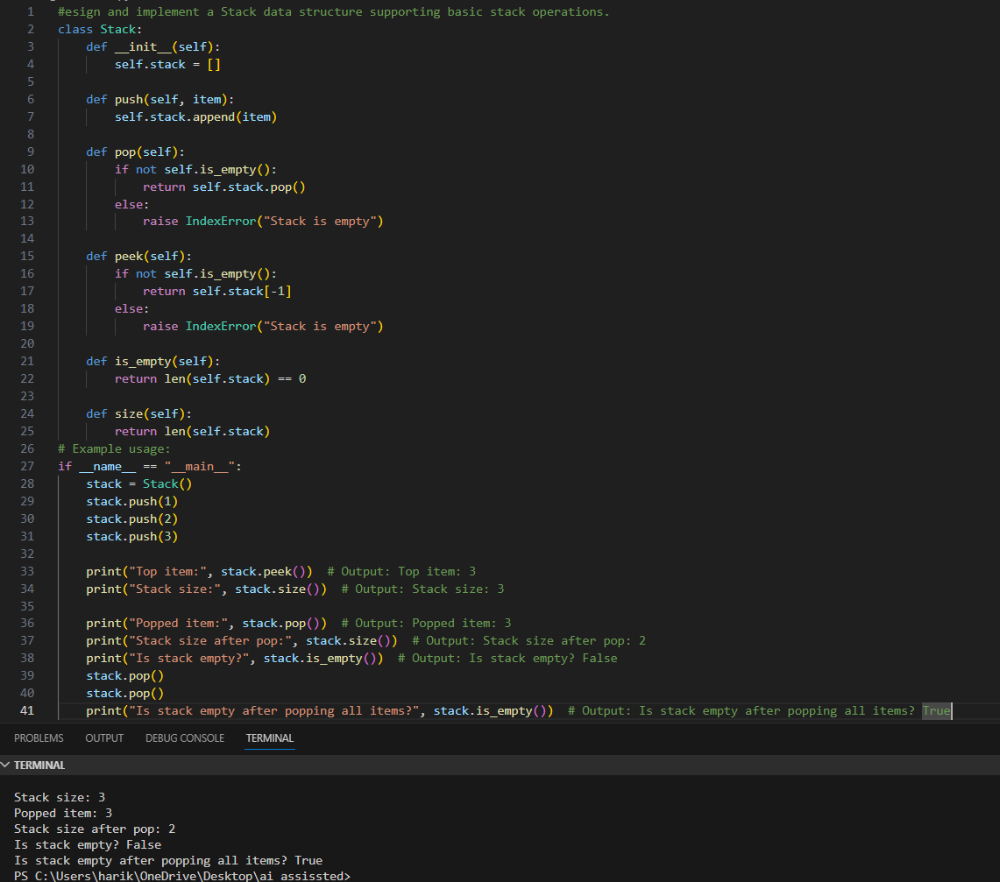 1 #esign and implement a Stack data structure supporting basic stack operations.
2 class Stack:
3     def __init__(self):
4         self.stack = []
5
6     def push(self, item):
7         self.stack.append(item)
8
9     def pop(self):
10         if not self.is_empty():
11             return self.stack.pop()
12         else:
13             raise IndexError("Stack is empty")
14
15     def peek(self):
16         if not self.is_empty():
17             return self.stack[-1]
18         else:
19             raise IndexError("Stack is empty")
20
21     def is_empty(self):
22         return len(self.stack) == 0
23
24     def size(self):
25         return len(self.stack)
26 # Example usage:
27 if __name__ == "__main__":
28     stack = Stack()
29     stack.push(1)
30     stack.push(2)
31     stack.push(3)
32
33     print("Top item:", stack.peek())  # Output: Top item: 3
34     print("Stack size:", stack.size())  # Output: Stack size: 3
35
36     print("Popped item:", stack.pop())  # Output: Popped item: 3
37     print("Stack size after pop:", stack.size())  # Output: Stack size after pop: 2
38     print("Is stack empty?", stack.is_empty())  # Output: Is stack empty? False
39     stack.pop()
40     stack.pop()
41     print("Is stack empty after popping all items?", stack.is_empty())  # Output: Is stack empty after popping all items? True
PROBLEMS OUTPUT DEBUG CONSOLE TERMINAL
TERMINAL
Stack size: 3
Popped item: 3
Stack size after pop: 2
Is stack empty? False
Is stack empty after popping all items? True
PS C:\Users\harik\OneDrive\Desktop\ai assissted>